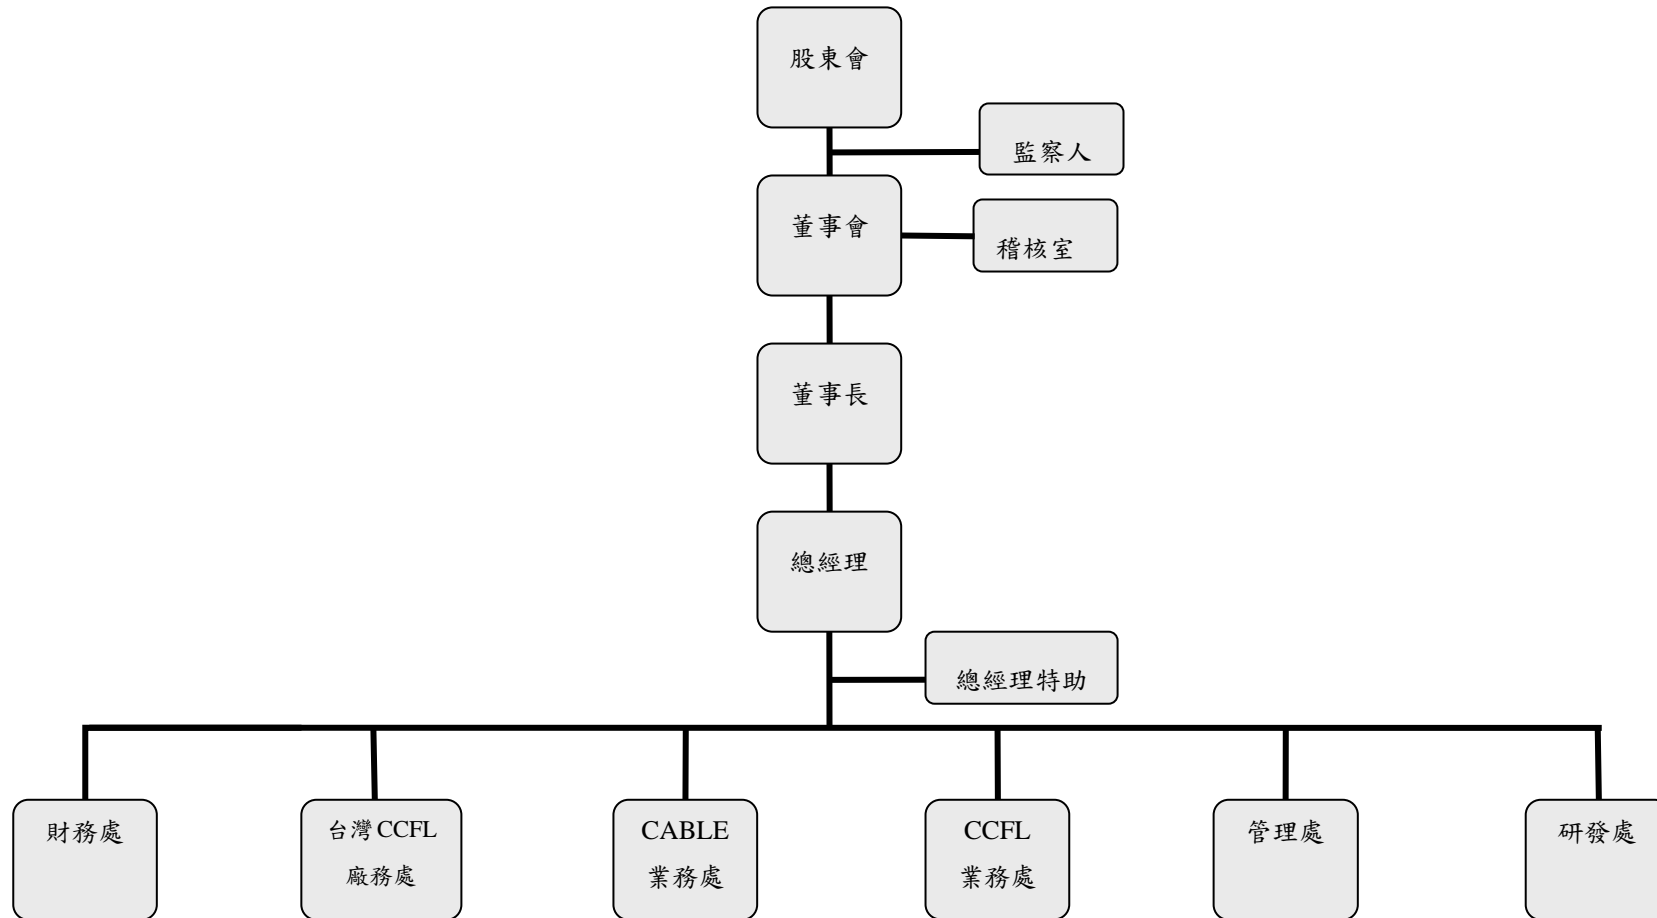 股東會
監察人
董事會
稽核室
董事長
總經理
總經理特助
財務處
台灣 CCFL
廠務處
CABLE
業務處
CCFL
業務處
管理處
研發處